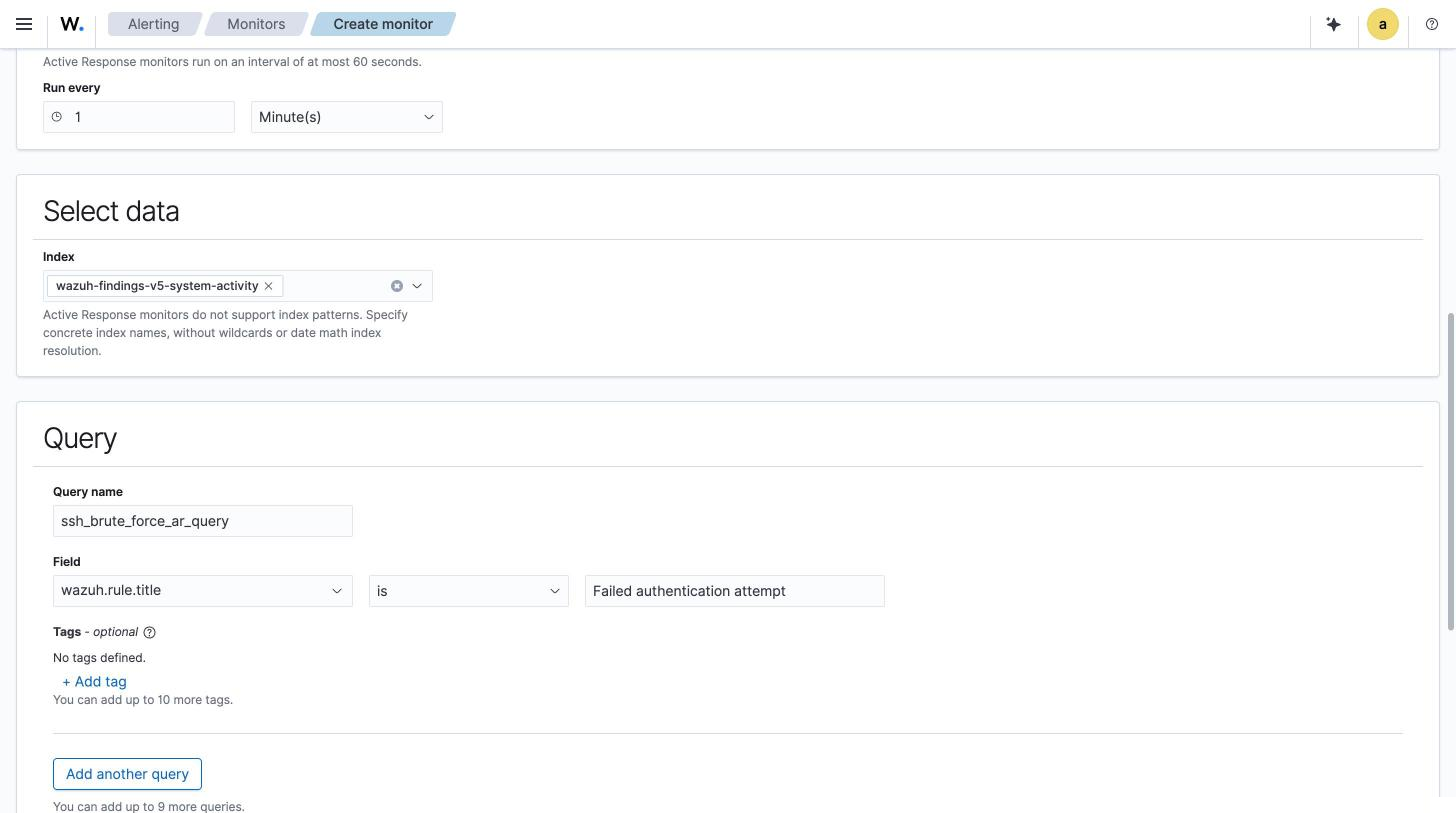 W.
Alerting
Monitors
Create monitor
a
Active Response monitors run on an interval of at most 60 seconds.
Run every
1
Minute(s)
Select data
Index
wazuh-findings-v5-system-activity
Active Response monitors do not support index patterns. Specify
concrete index names, without wildcards or date math index
resolution.
Query
Query name
ssh_brute_force_ar_query
Field
wazuh.rule.title
is
Failed authentication attempt
Tags - optional
No tags defined.
+ Add tag
You can add up to 10 more tags.
Add another query
You can add up to 9 more queries.